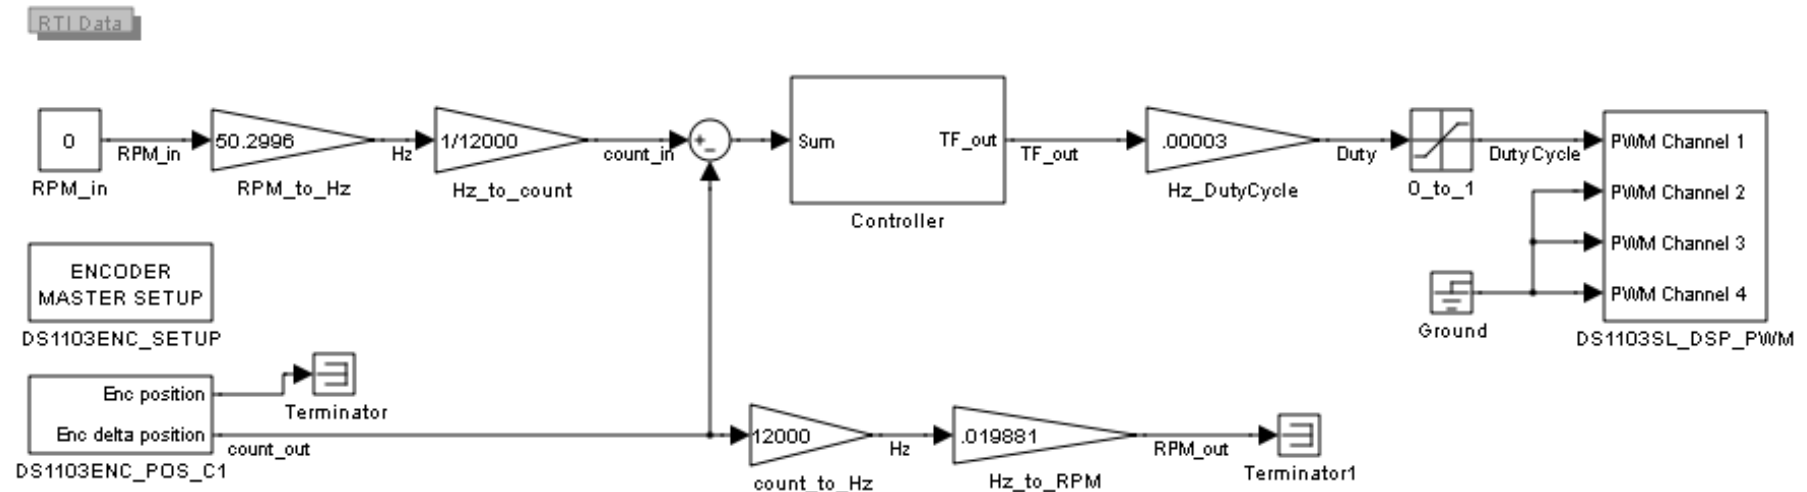 RTI Data
0
RPM_in
RPM_in
50.2996
RPM_to_Hz
Hz
1/12000
Hz_to_count
count_in
+
-
Sum
TF_out
Controller
TF_out
.00003
Hz_DutyCycle
Duty
0_to_1
DutyCycle
PWM Channel 1
PWM Channel 2
PWM Channel 3
PWM Channel 4
DS1103SL_DSP_PWM
Ground
ENCODER
MASTER SETUP
DS1103ENC_SETUP
Enc position
Enc delta position
DS1103ENC_POS_C1
Terminator
count_out
12000
count_to_Hz
Hz
.019881
Hz_to_RPM
RPM_out
Terminator1